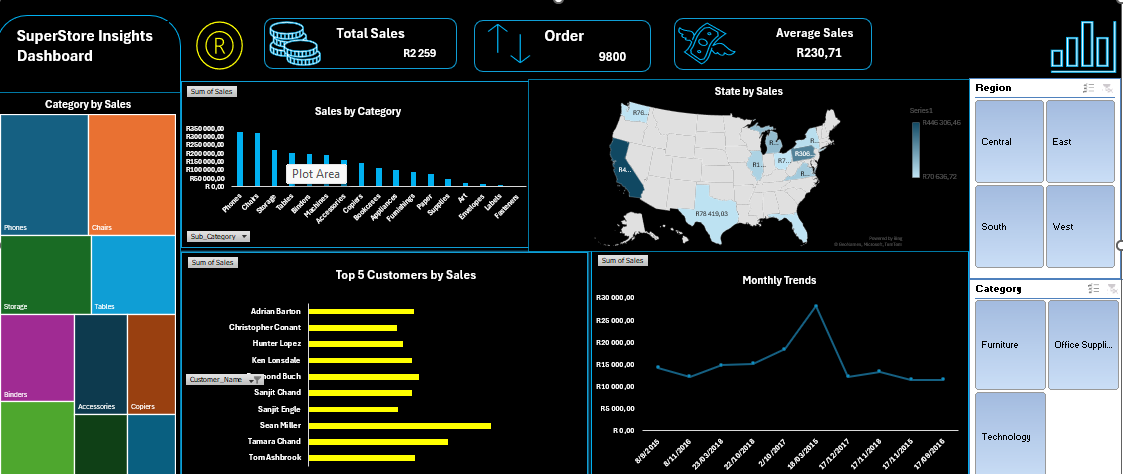 SuperStore Insights
Dashboard
R
Total Sales
R2 259
Order
9800
Average Sales
R230,71
Category by Sales
Phones
Chairs
Storage
Tables
Binders
Accessories
Copiers
Sum of Sales
Sales by Category
R350 000,00
R300 000,00
R250 000,00
R200 000,00
R150 000,00
R100 000,00
R50 000,00
R 0,00
Plot Area
Phones
Chairs
Storage
Tables
Binders
Machines
Accessories
Copiers
Bookcases
Appliances
Furnishings
Paper
Supplies
Art
Envelopes
Labels
Fasteners
Sub_Category
State by Sales
R76...
R4...
R1...
R...
R7...
R306...
R...
R...
R78 419,03
Series1
R446 306,46
R70 636,72
Powered by Bing
© GeoNames, Microsoft, TomTom
Sum of Sales
Top 5 Customers by Sales
Adrian Barton
Christopher Conant
Hunter Lopez
Ken Lonsdale
mond Buch
Sanjit Chand
Sanjit Engle
Sean Miller
Tamara Chand
Tom Ashbrook
Customer_Name
Sum of Sales
Monthly Trends
R30 000,00
R25 000,00
R20 000,00
R15 000,00
R10 000,00
R5 000,00
R 0,00
8/9/2015
8/11/2016
23/03/2018
22/10/2018
2/10/2017
18/03/2015
17/12/2017
17/11/2018
17/11/2015
17/09/2016
Region
Central
East
South
West
Category
Furniture
Office Suppli...
Technology